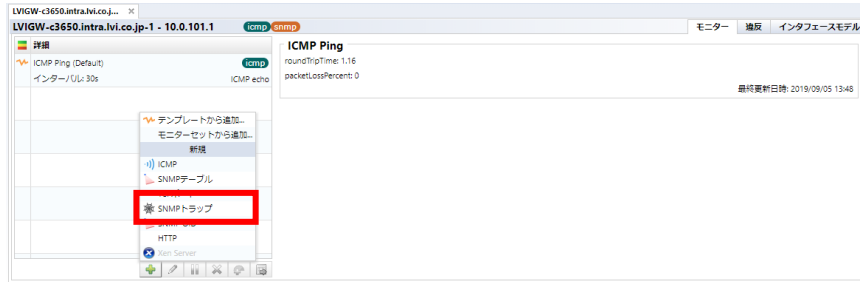 LVIGW-c3650.intra.lvi.co.j... ×
LVIGW-c3650.intra.lvi.co.jp-1 - 10.0.101.1 icmp snmp
モニター 違反 インタフェースモデル
詳細
ICMP Ping (Default) icmp
インターバル: 30s ICMP echo
ICMP Ping
roundTripTime: 1.16
packetLossPercent: 0
最終更新日時: 2019/09/05 13:48
テンプレートから追加...
モニターセットから追加...
新規
ICMP
SNMPテーブル
SNMPトラップ
HTTP
Xen Server